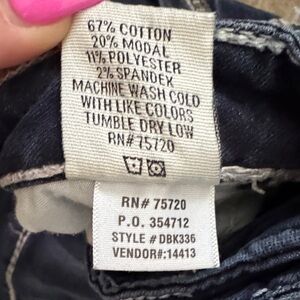 67% COTTON
20% MODAL
11% POLYESTER
2% SPANDEX
MACHINE WASH COLD
WITH LIKE COLORS
TUMBLE DRY LOW
RN# 75720
RN# 75720
P.O. 354712
STYLE # DBK336
VENDOR#:14413